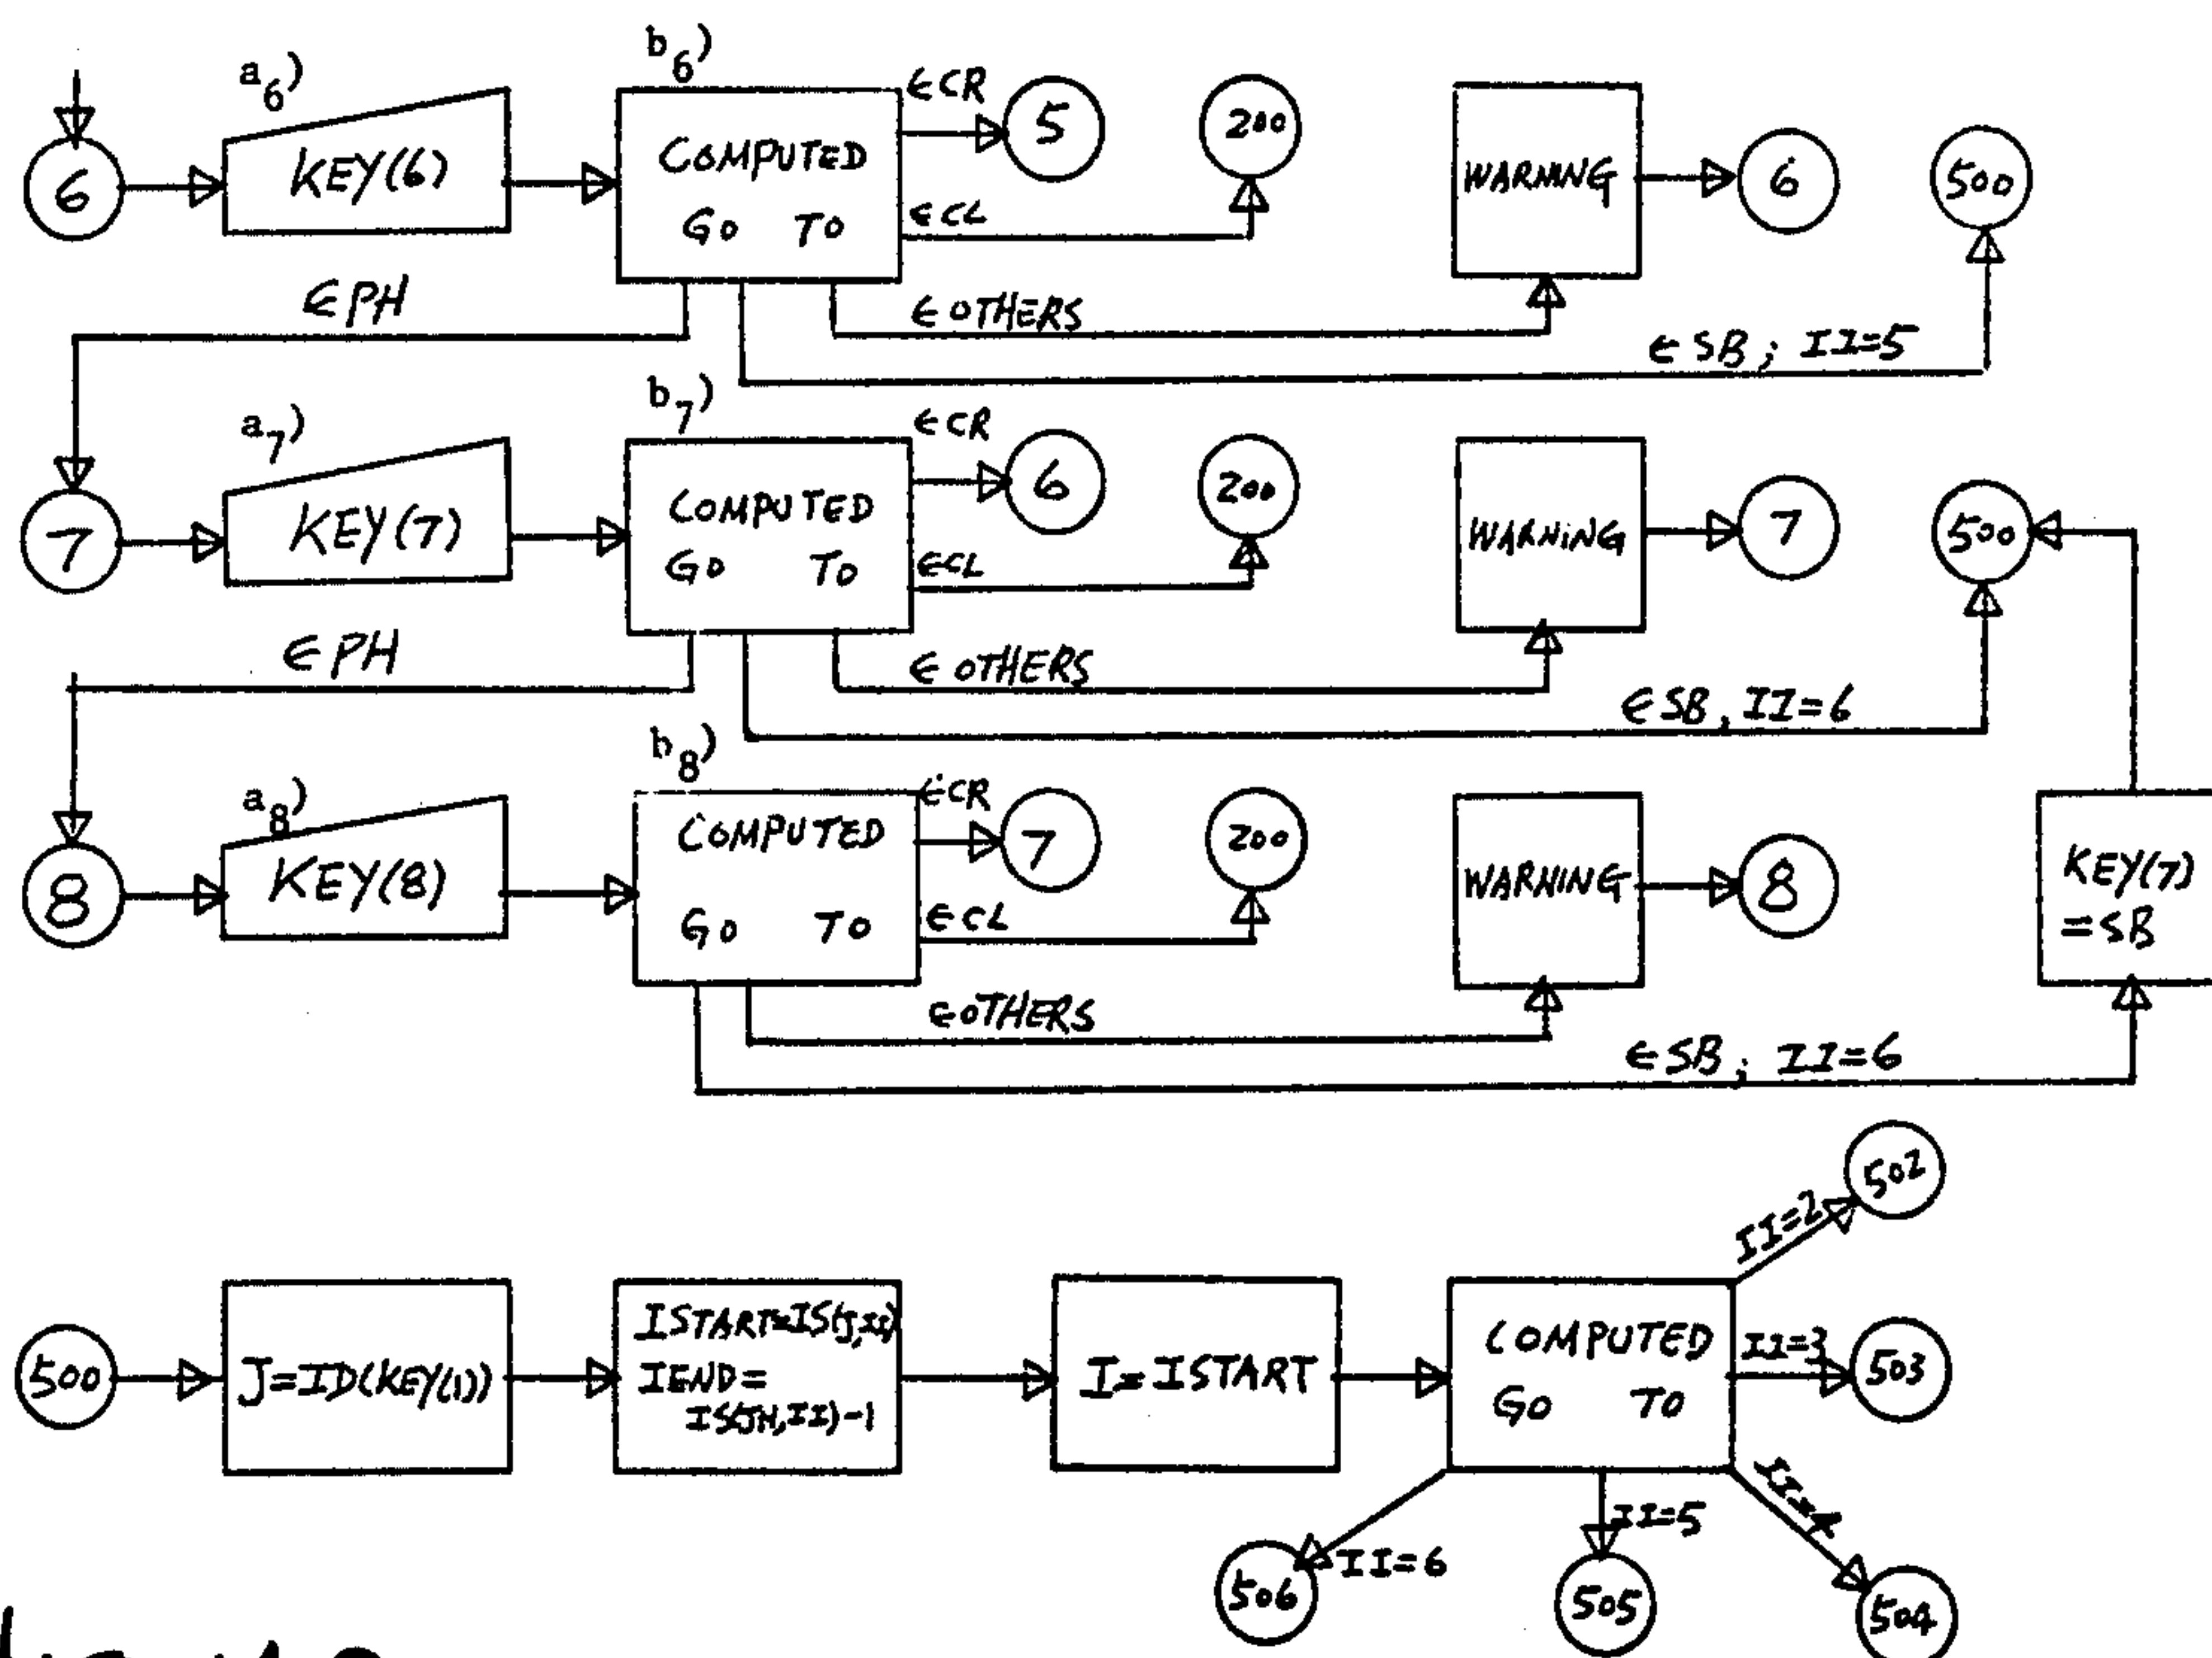 a6)
b6)
6
KEY(6)
COMPUTED
GO TO
∈CR
5
∈CL
200
WARNING
6
500
∈PH
∈OTHERS
∈SB; II=5
a7)
b7)
7
KEY(7)
COMPUTED
GO TO
∈CR
6
∈CL
200
WARNING
7
500
∈PH
∈OTHERS
∈SB, II=6
a8)
b8)
8
KEY(8)
COMPUTED
GO TO
∈CR
7
∈CL
200
WARNING
8
KEY(7)
=SB
∈OTHERS
∈SB; II=6
500
J=ID(KEY(1))
ISTART=IS(J,II)
IEND=
I=ISTART
COMPUTED
GO TO
II=2
502
II=3
503
II=4
504
II=5
505
II=6
506